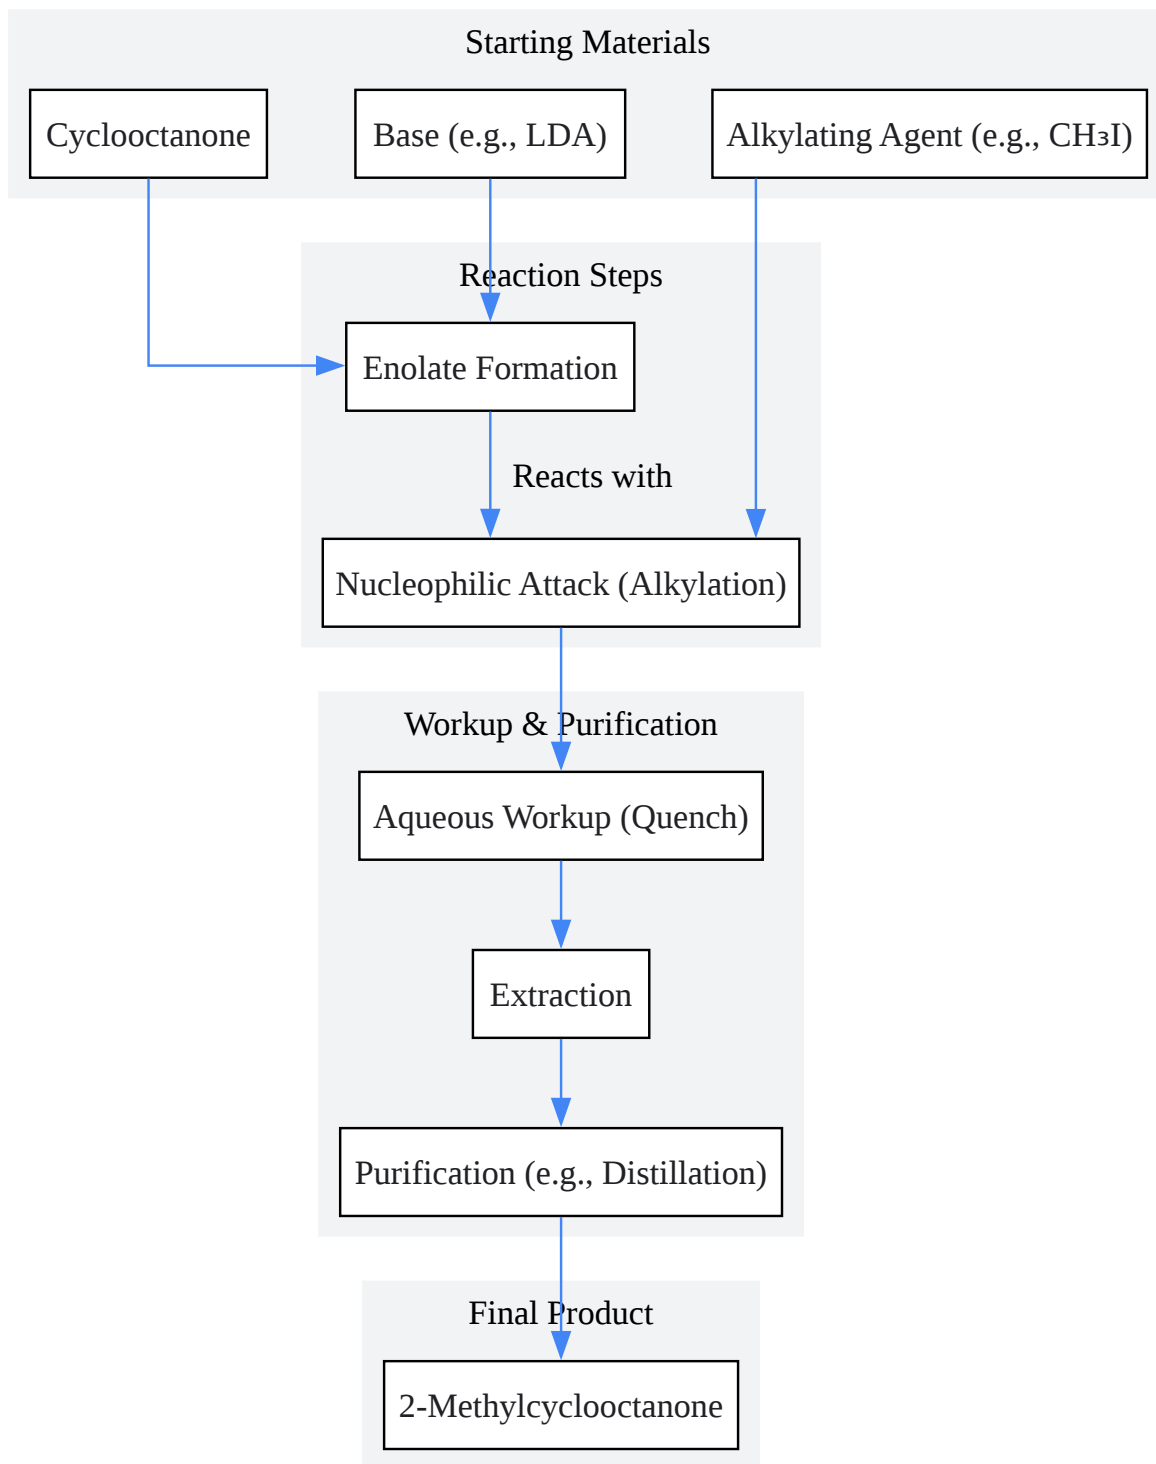 Starting Materials
Cyclooctanone
Base (e.g., LDA)
Alkylating Agent (e.g., CH₃I)
Reaction Steps
Enolate Formation
Reacts with
Nucleophilic Attack (Alkylation)
Workup & Purification
Aqueous Workup (Quench)
Extraction
Purification (e.g., Distillation)
Final Product
2-Methylcyclooctanone